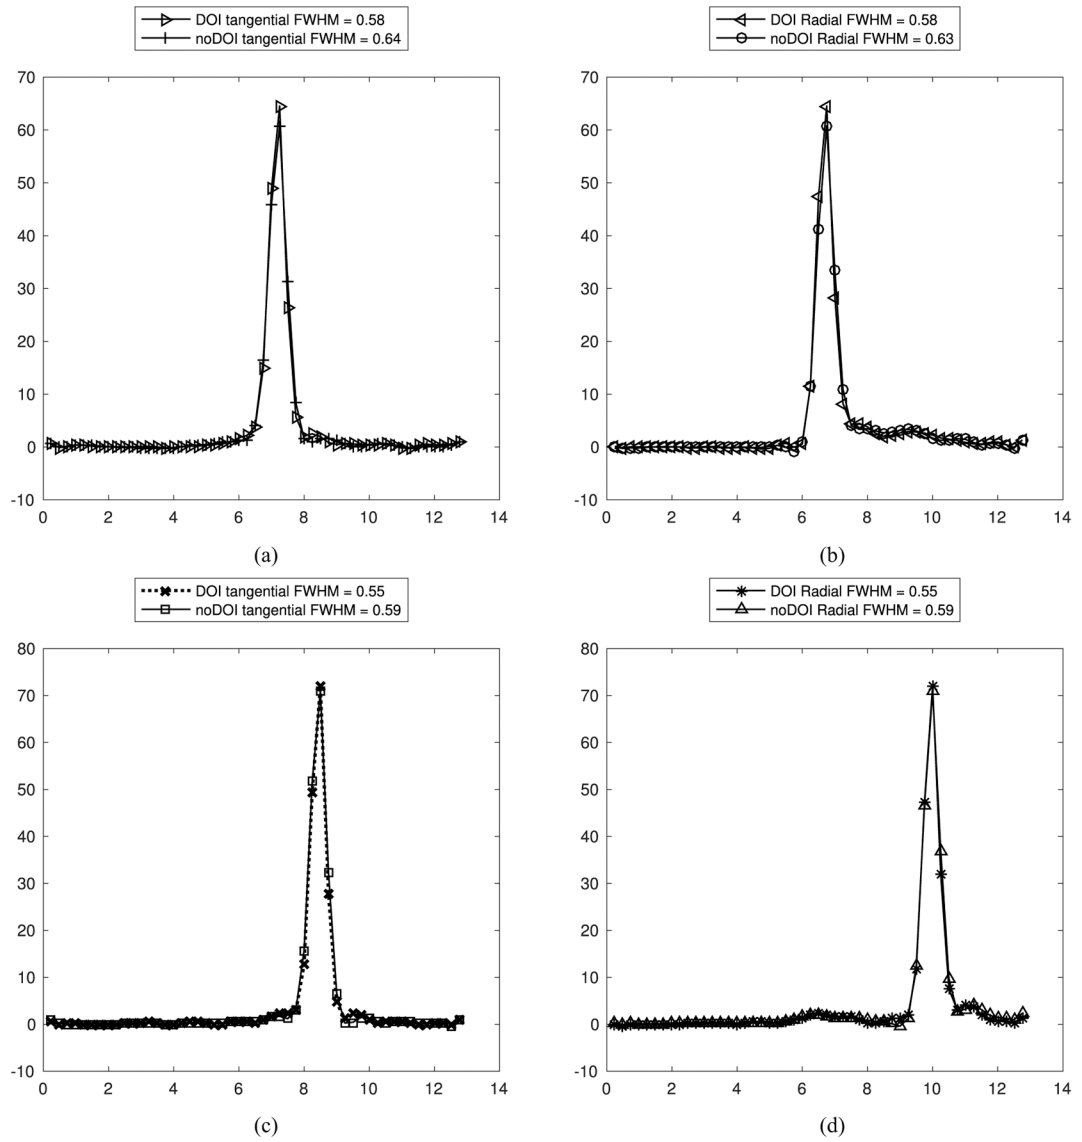 DOI tangential FWHM = 0.58
noDOI tangential FWHM = 0.64
70
60
50
40
30
20
10
0
-10
0 2 4 6 8 10 12 14
(a)
DOI Radial FWHM = 0.58
noDOI Radial FWHM = 0.63
70
60
50
40
30
20
10
0
-10
0 2 4 6 8 10 12 14
(b)
DOI tangential FWHM = 0.55
noDOI tangential FWHM = 0.59
80
70
60
50
40
30
20
10
0
-10
0 2 4 6 8 10 12 14
(c)
DOI Radial FWHM = 0.55
noDOI Radial FWHM = 0.59
80
70
60
50
40
30
20
10
0
-10
0 2 4 6 8 10 12 14
(d)